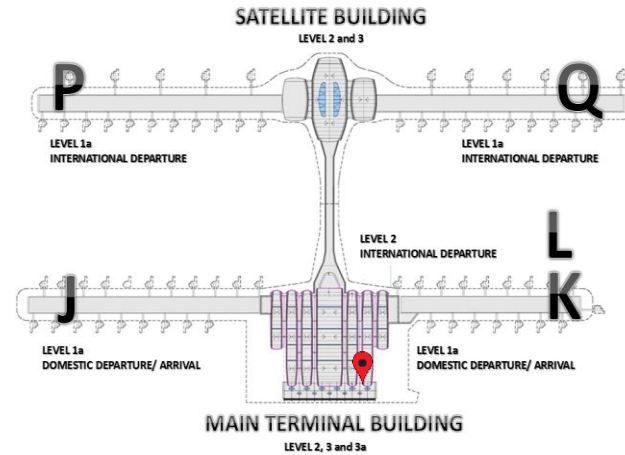 SATELLITE BUILDING
LEVEL 2 and 3
P
Q
LEVEL 1a
INTERNATIONAL DEPARTURE
LEVEL 1a
INTERNATIONAL DEPARTURE
LEVEL 2
INTERNATIONAL DEPARTURE
L
J
K
LEVEL 1a
DOMESTIC DEPARTURE/ ARRIVAL
LEVEL 1a
DOMESTIC DEPARTURE/ ARRIVAL
MAIN TERMINAL BUILDING
LEVEL 2, 3 and 3a